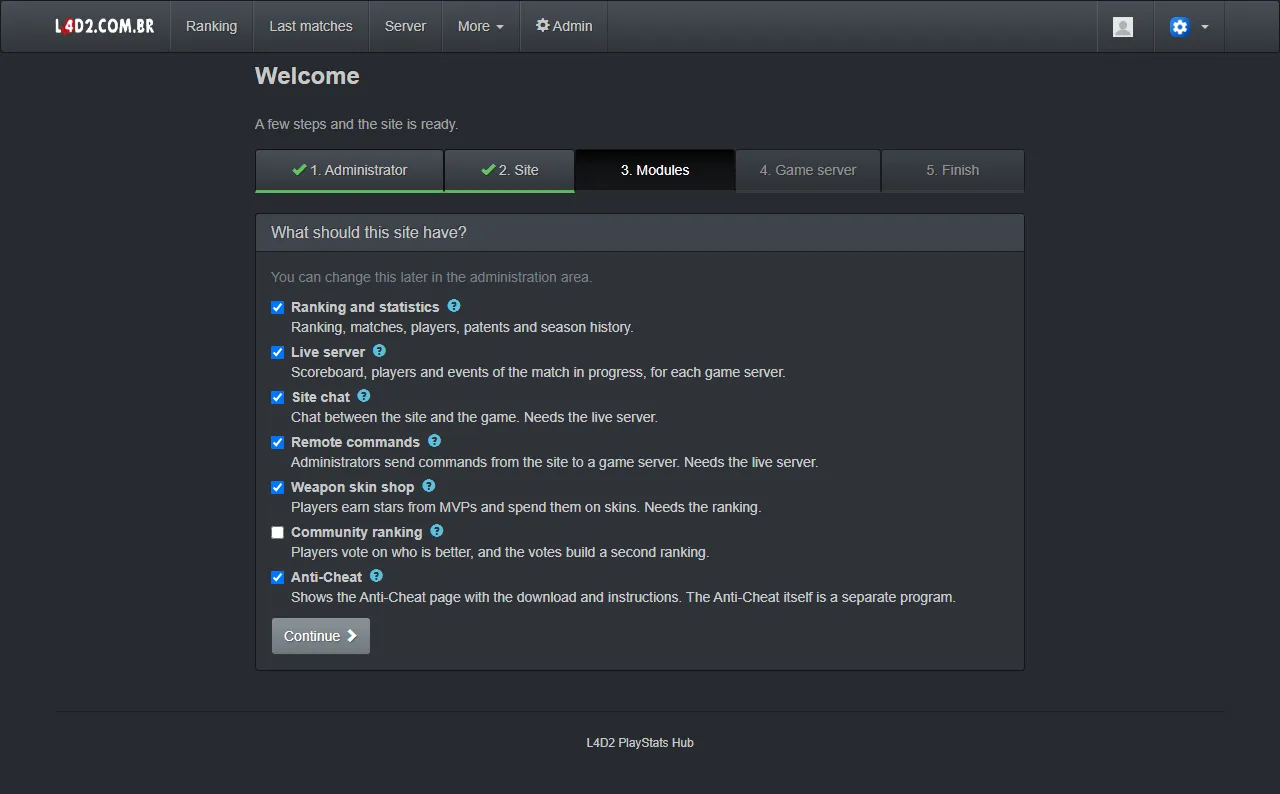 L4D2.COM.BR Ranking Last matches Server More Admin
Welcome
A few steps and the site is ready.
1. Administrator 2. Site 3. Modules 4. Game server 5. Finish
What should this site have?
You can change this later in the administration area.
Ranking and statistics ?
Ranking, matches, players, patents and season history.
Live server ?
Scoreboard, players and events of the match in progress, for each game server.
Site chat ?
Chat between the site and the game. Needs the live server.
Remote commands ?
Administrators send commands from the site to a game server. Needs the live server.
Weapon skin shop ?
Players earn stars from MVPs and spend them on skins. Needs the ranking.
Community ranking ?
Players vote on who is better, and the votes build a second ranking.
Anti-Cheat ?
Shows the Anti-Cheat page with the download and instructions. The Anti-Cheat itself is a separate program.
Continue
L4D2 PlayStats Hub